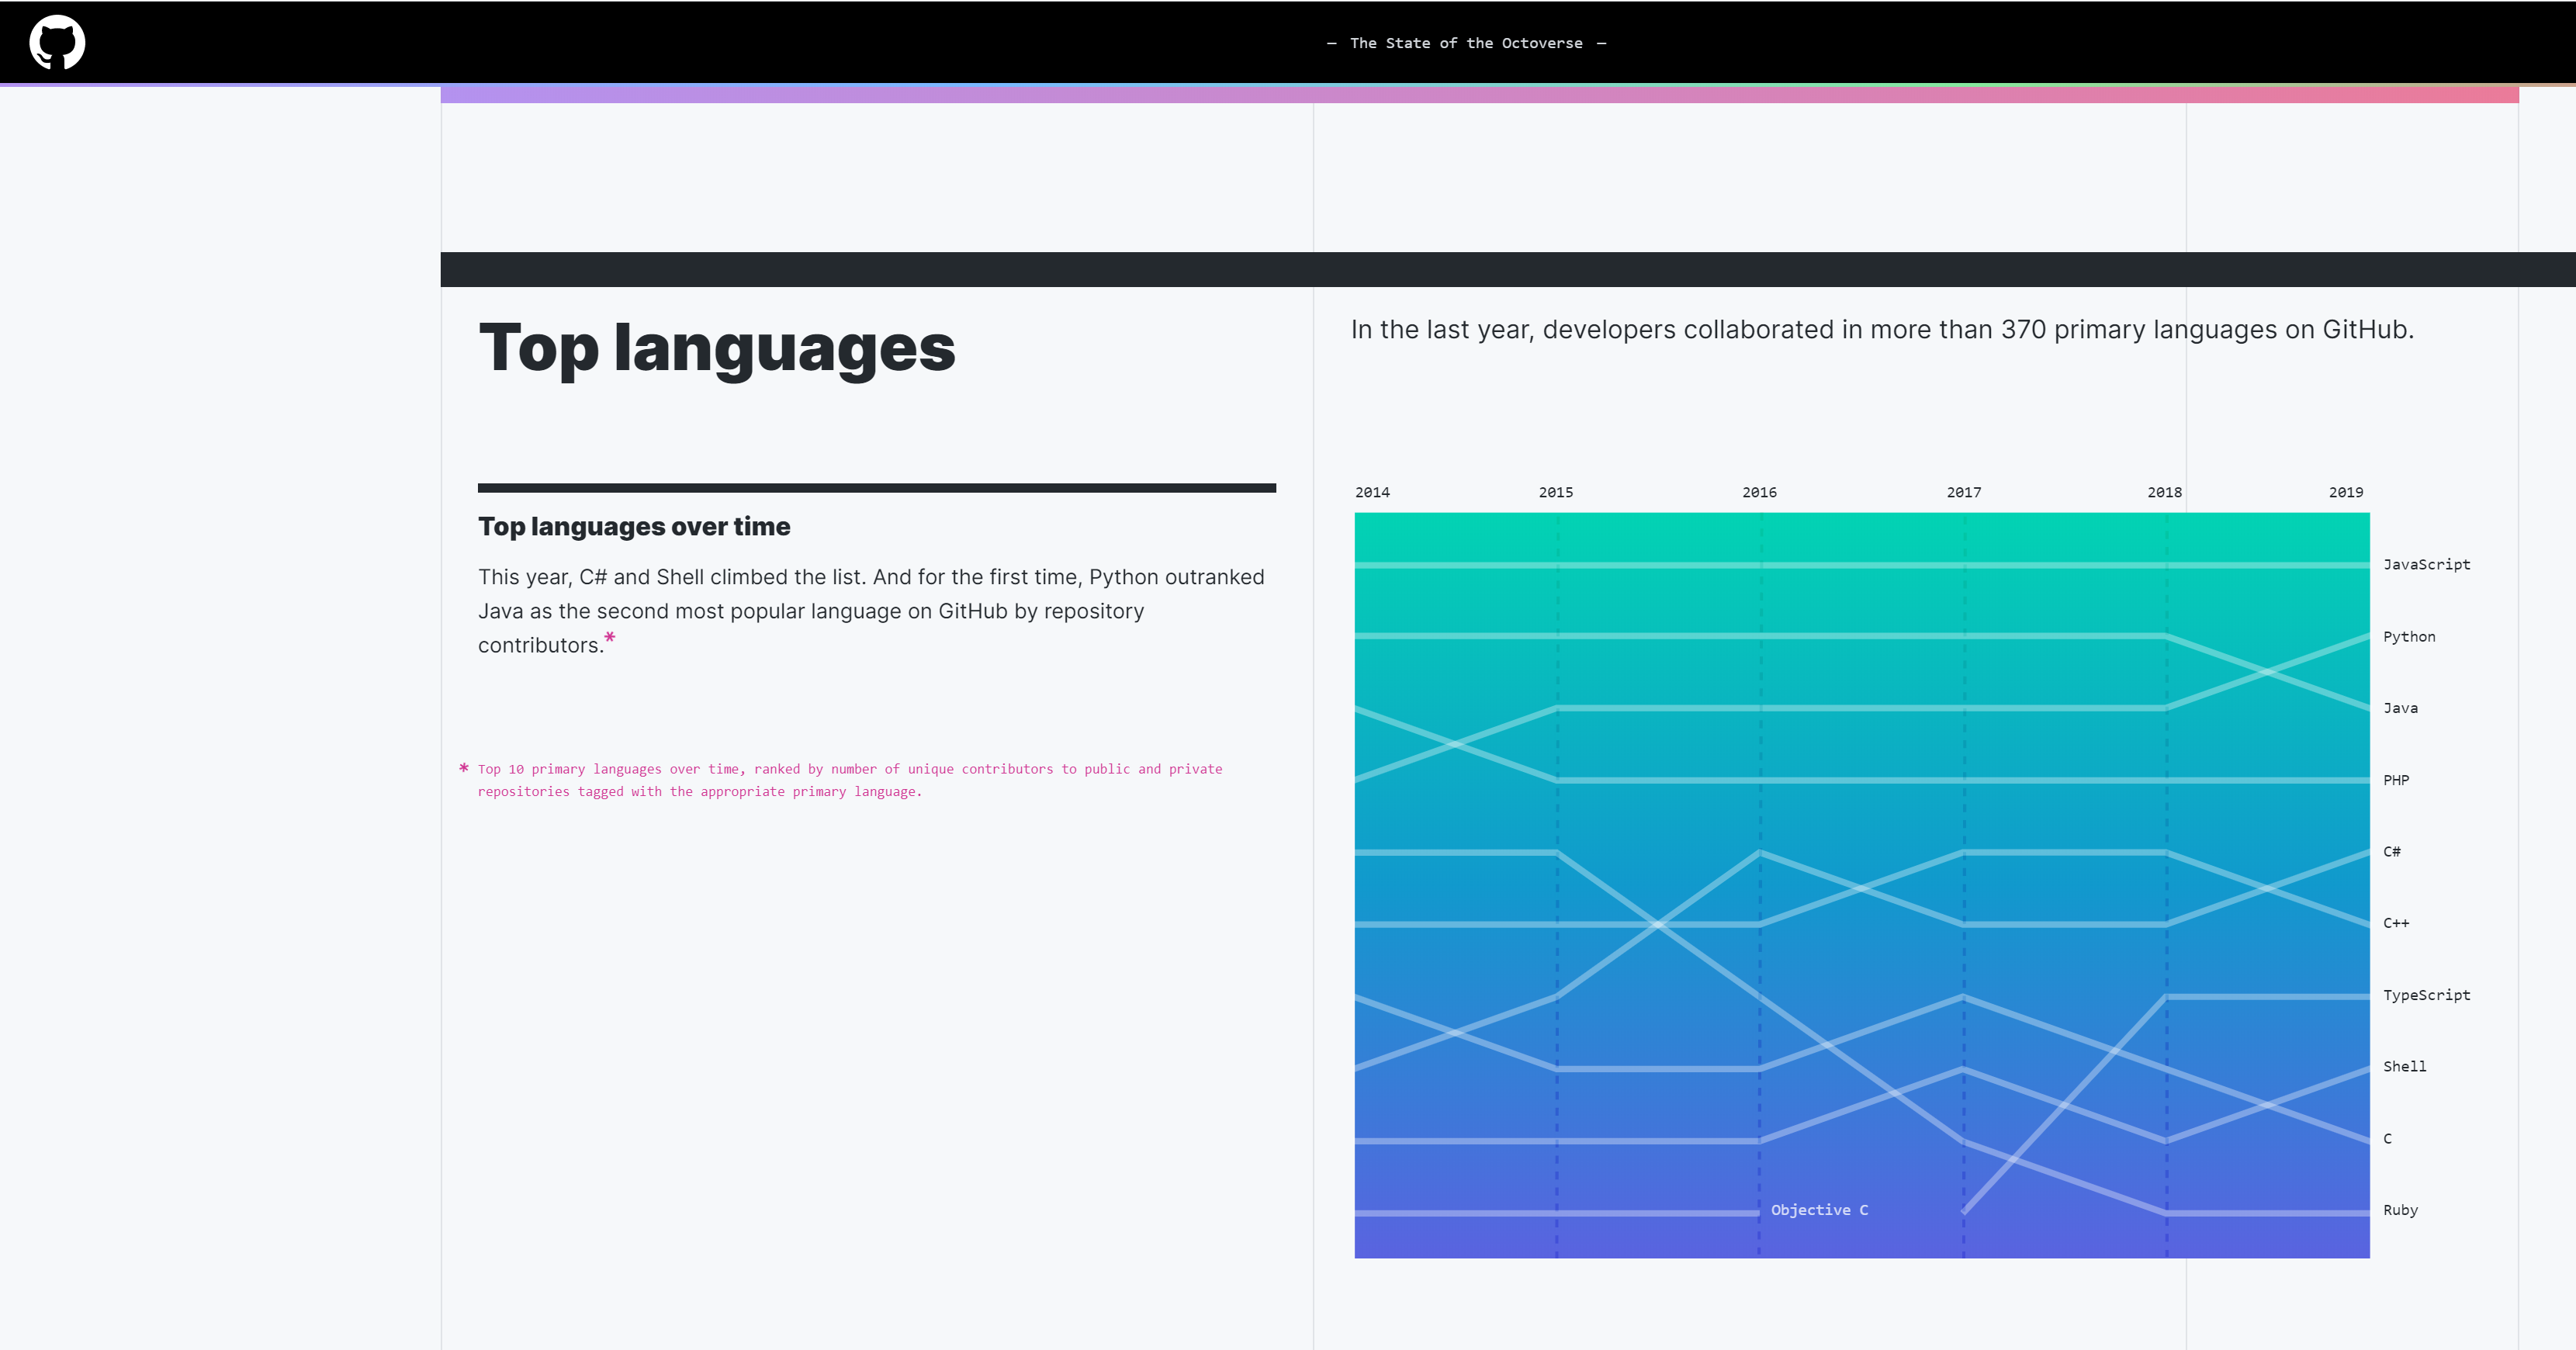 — The State of the Octoverse —
Top languages
In the last year, developers collaborated in more than 370 primary languages on GitHub.
Top languages over time
This year, C# and Shell climbed the list. And for the first time, Python outranked
Java as the second most popular language on GitHub by repository
contributors.*
* Top 10 primary languages over time, ranked by number of unique contributors to public and private
repositories tagged with the appropriate primary language.
2014 2015 2016 2017 2018 2019
JavaScript
Python
Java
PHP
C#
C++
TypeScript
Shell
C
Objective C
Ruby